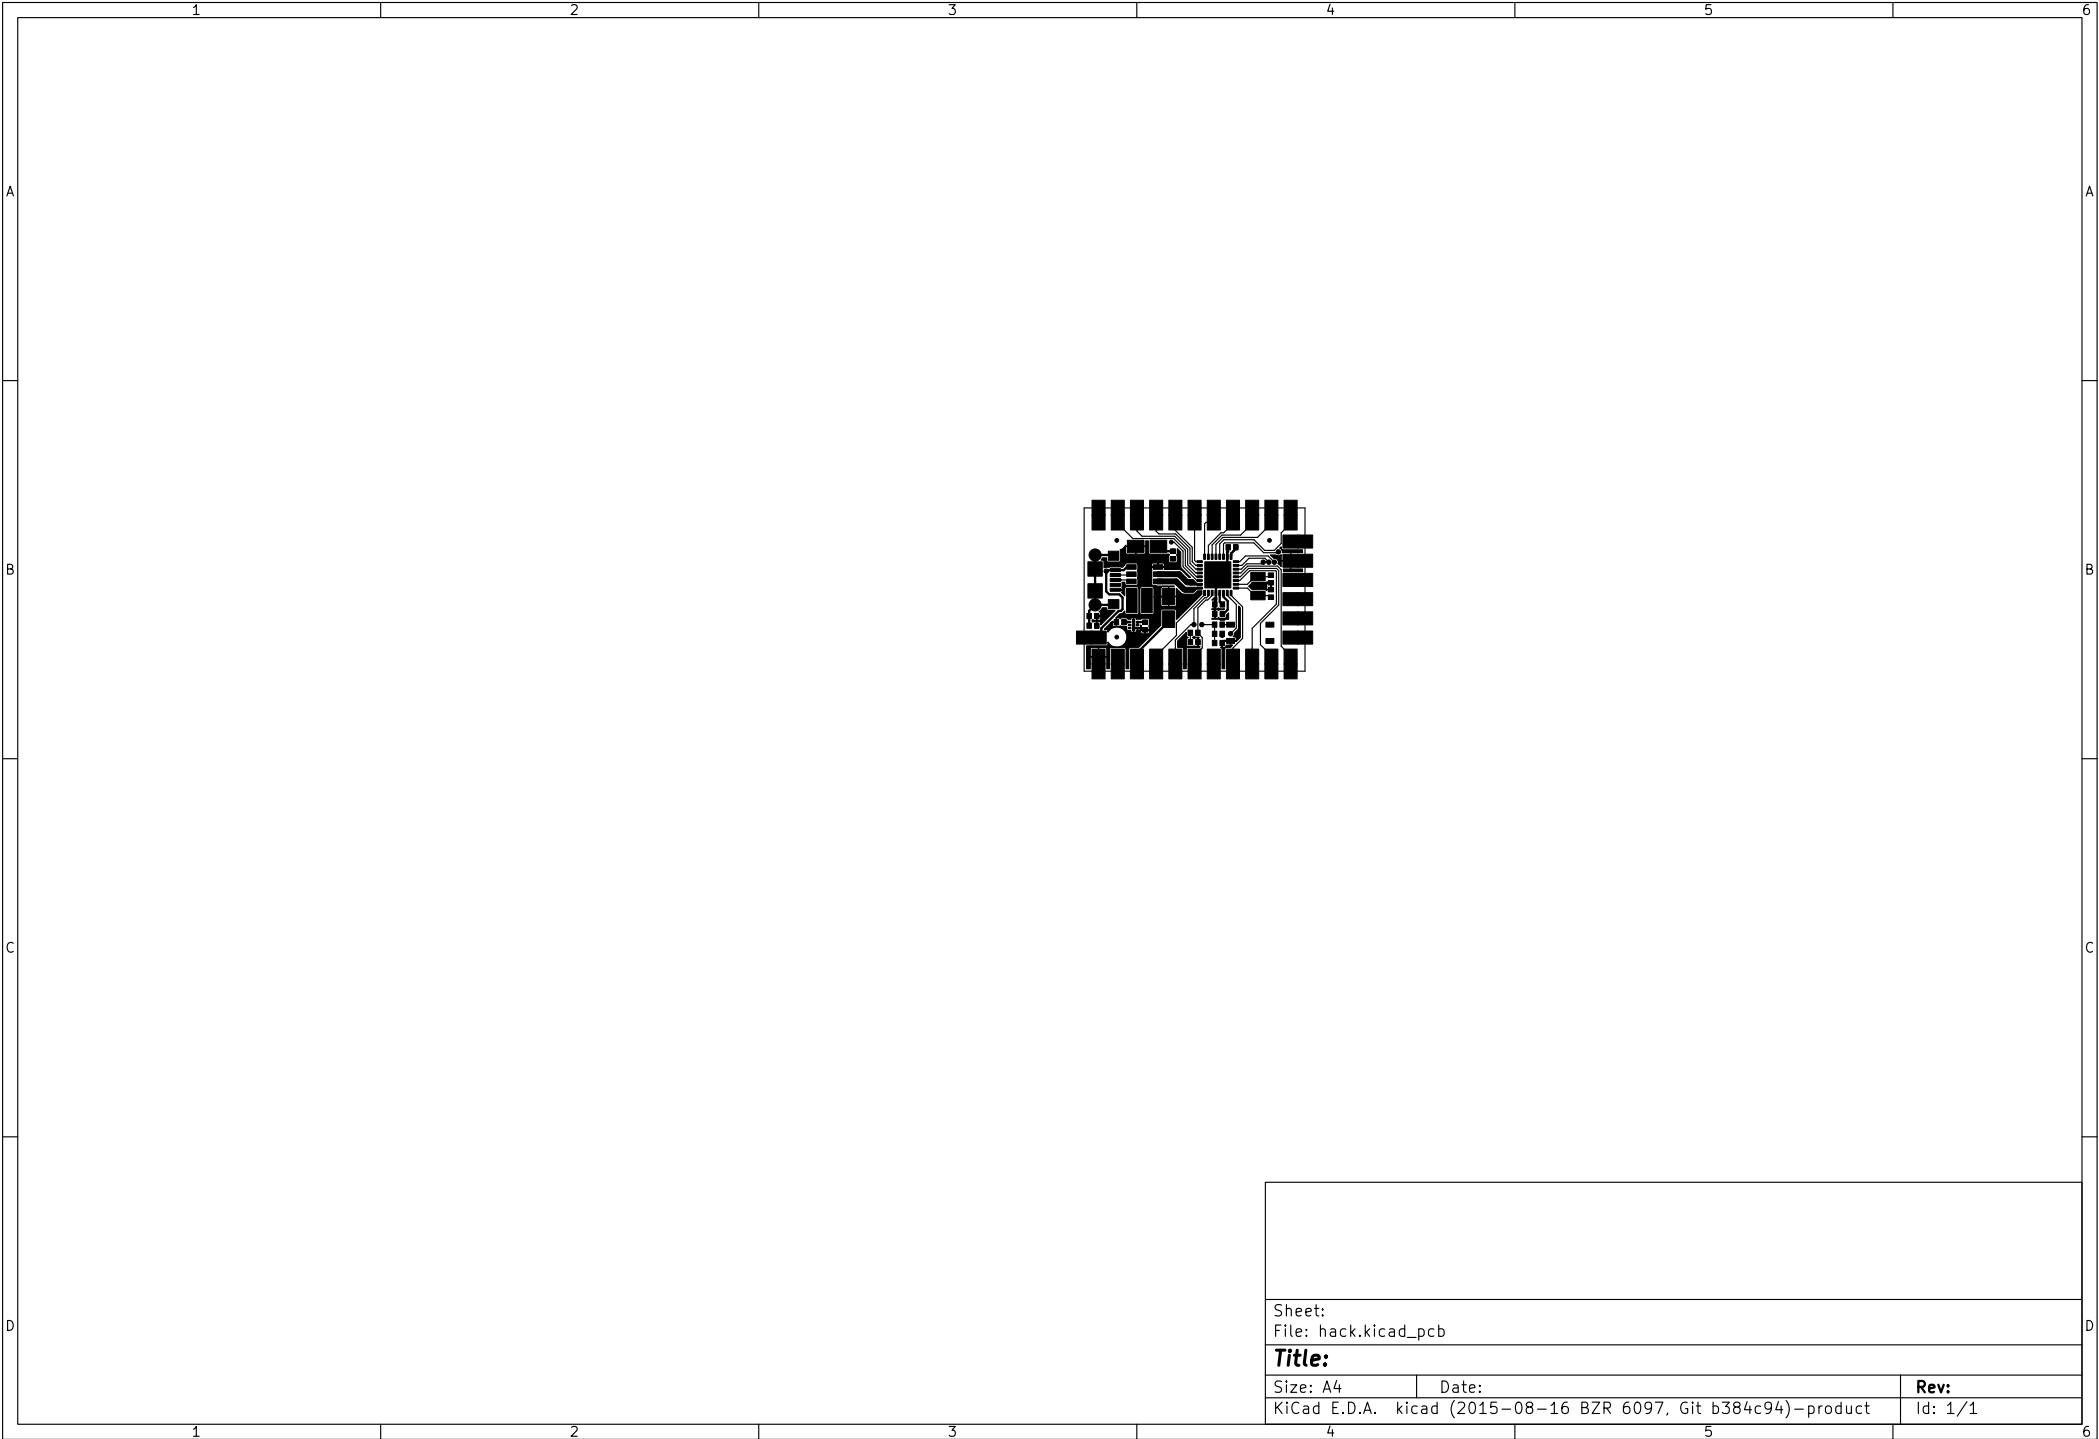 1 2 3 4 5 6
A A
B B
C C
D D
Sheet:
File: hack.kicad_pcb
Title:
Size: A4 Date: Rev:
KiCad E.D.A. kicad (2015-08-16 BZR 6097, Git b384c94)-product Id: 1/1
1 2 3 4 5 6